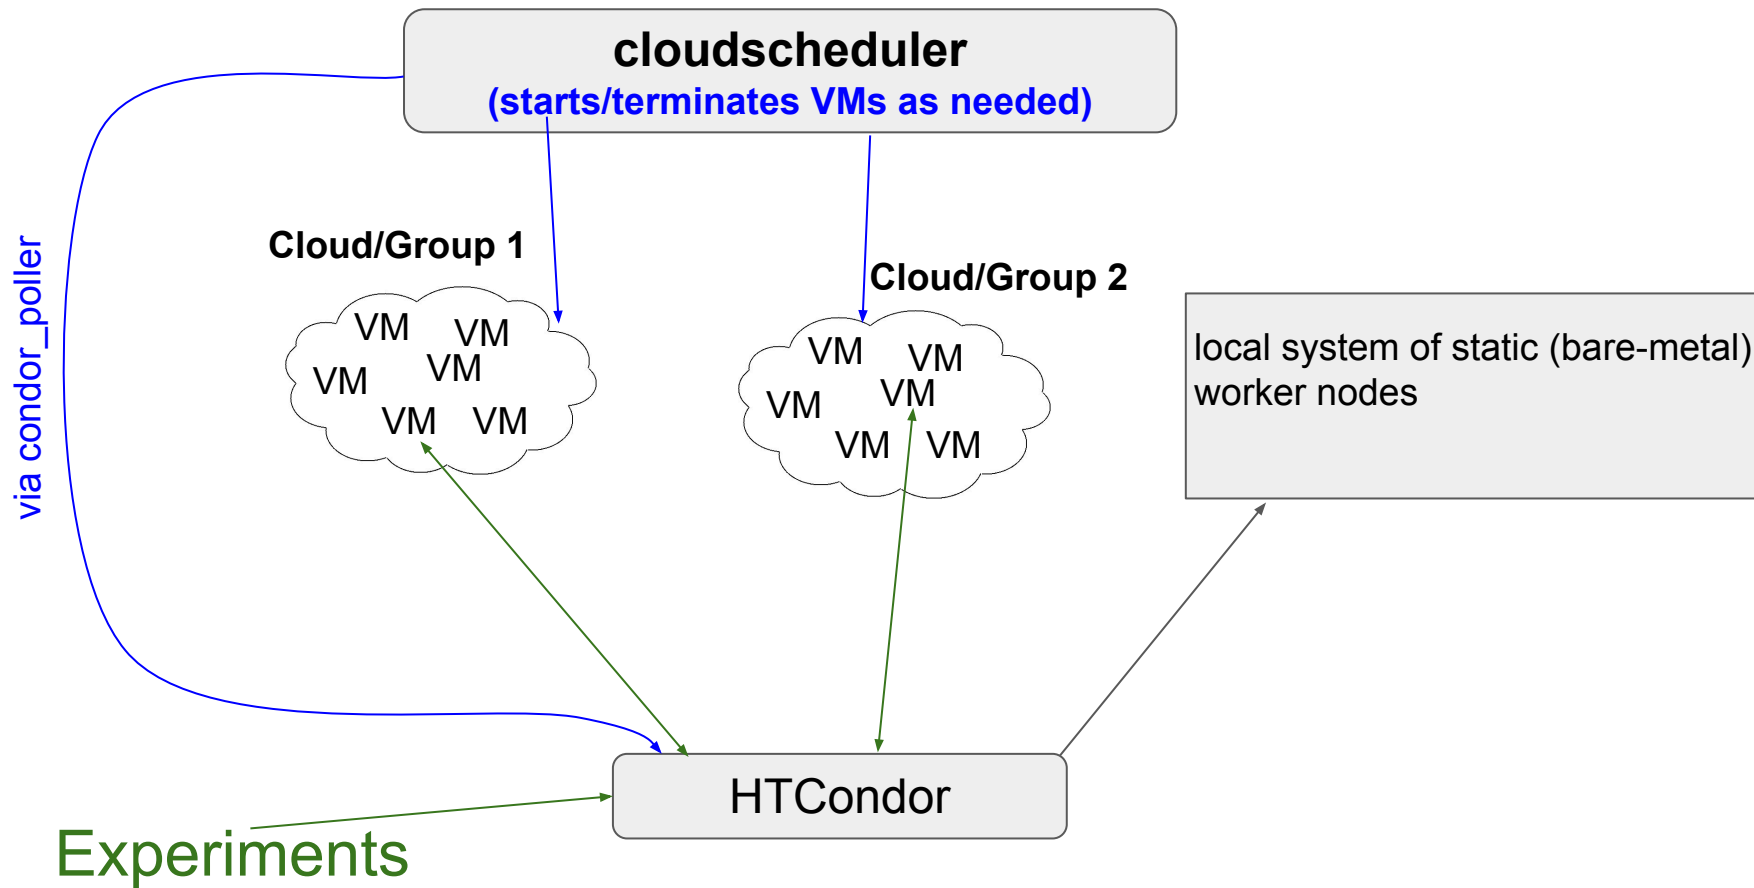 cloudscheduler
(starts/terminates VMs as needed)
via condor_poller
Cloud/Group 1
VM
VM
VM
VM
VM
VM
Cloud/Group 2
VM
VM
VM
VM
VM
VM
local system of static (bare-metal)
worker nodes
HTCondor
Experiments